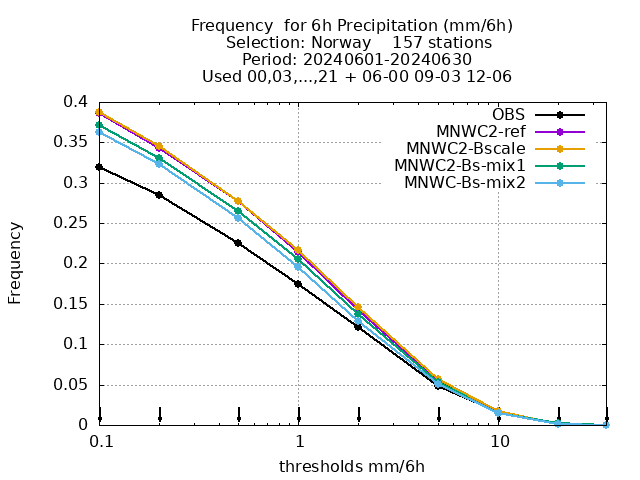 Frequency  for 6h Precipitation (mm/6h)
Selection: Norway    157 stations
Period: 20240601-20240630
Used 00,03,...,21 + 06-00 09-03 12-06
OBS
MNWC2-ref
MNWC2-Bscale
MNWC2-Bs-mix1
MNWC-Bs-mix2
0.4
0.35
0.3
0.25
0.2
0.15
0.1
0.05
0
Frequency
0.1 1 10
thresholds mm/6h